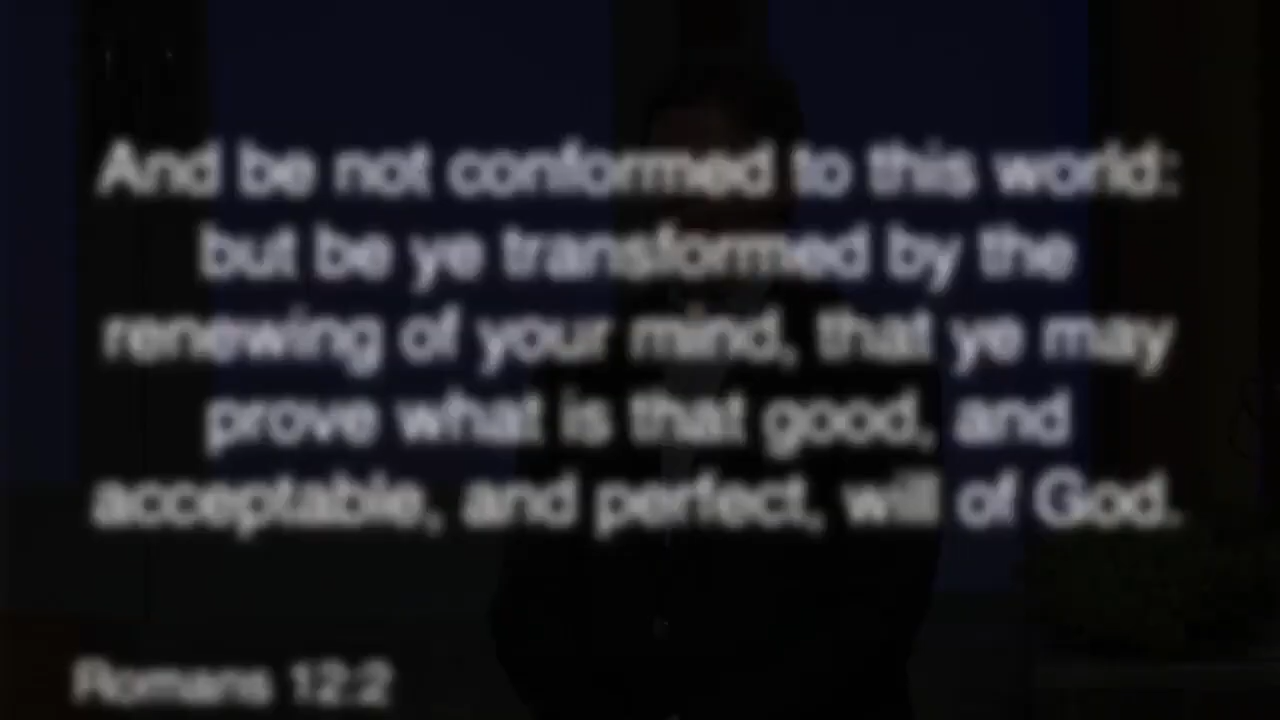 And be not conformed to this world:
but be ye transformed by the
renewing of your mind, that ye may
prove what is that good, and
acceptable, and perfect, will of God.
Romans 12:2